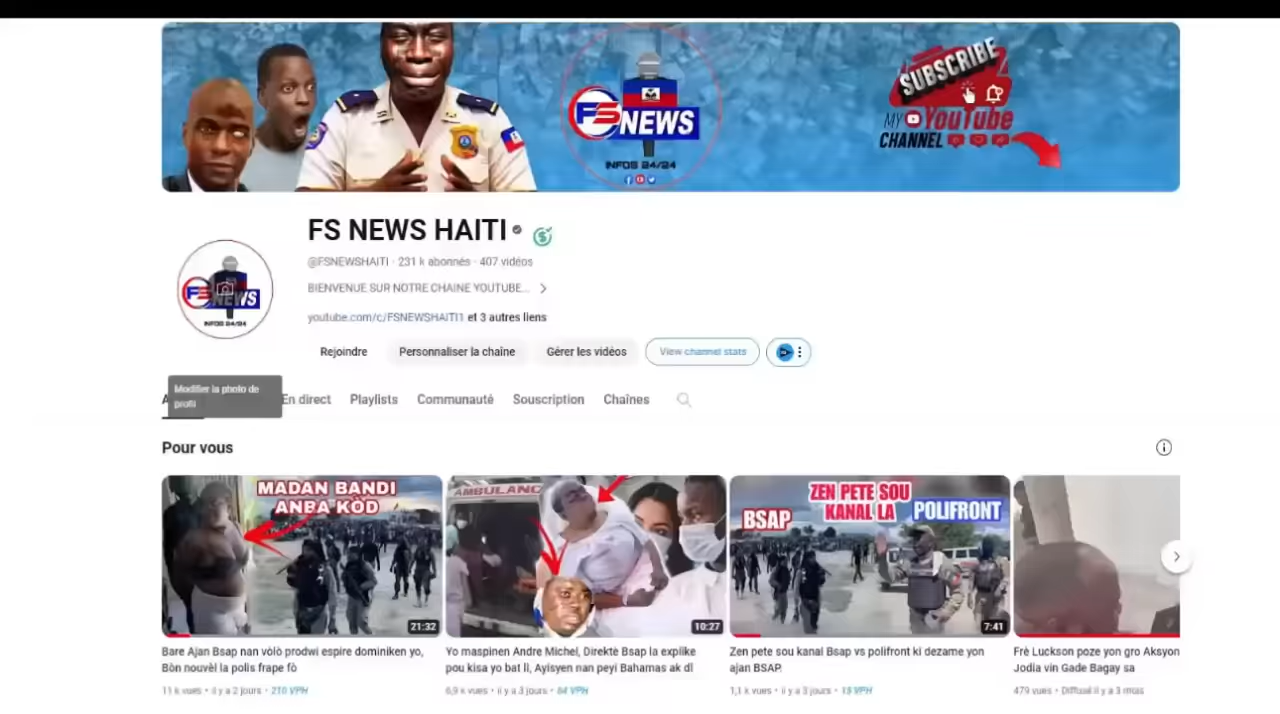 SUBSCRIBE
FS NEWS
MY YouTube
CHANNEL
INFOS 24/24
FS NEWS HAITI
@FSNEWSHAITI · 231 k abonnés · 407 vidéos
BIENVENUE SUR NOTRE CHAINE YOUTUBE...
FS NEWS
INFOS 24/24
youtube.com/c/FSNEWSHAITI1 et 3 autres liens
Rejoindre Personnaliser la chaîne Gérer les vidéos View channel stats
Modifier la photo de
profil
En direct Playlists Communauté Souscription Chaînes
Pour vous
MADAN BANDI
ANBA KÒD
21:32
AMBULANC
10:27
ZEN PETE SOU
KANAL LA
BSAP
POLIFRONT
7:41
Bare Ajan Bsap nan vòlò prodwi espire dominiken yo,
Bòn nouvèl la polis frape fò
11 k vues · il y a 2 jours · 210 VPH
Yo maspinen Andre Michel, Direktè Bsap la explike
pou kisa yo bat li, Ayisyen nan peyi Bahamas ak dl
6,9 k vues · il y a 3 jours · 84 VPH
Zen pete sou kanal Bsap vs polifront ki dezame yon
ajan BSAP.
1,1 k vues · il y a 3 jours · 13 VPH
Frè Luckson poze yon gro Aksyon
Jodia vin Gade Bagay sa
479 vues · Diffusé il y a 3 mois